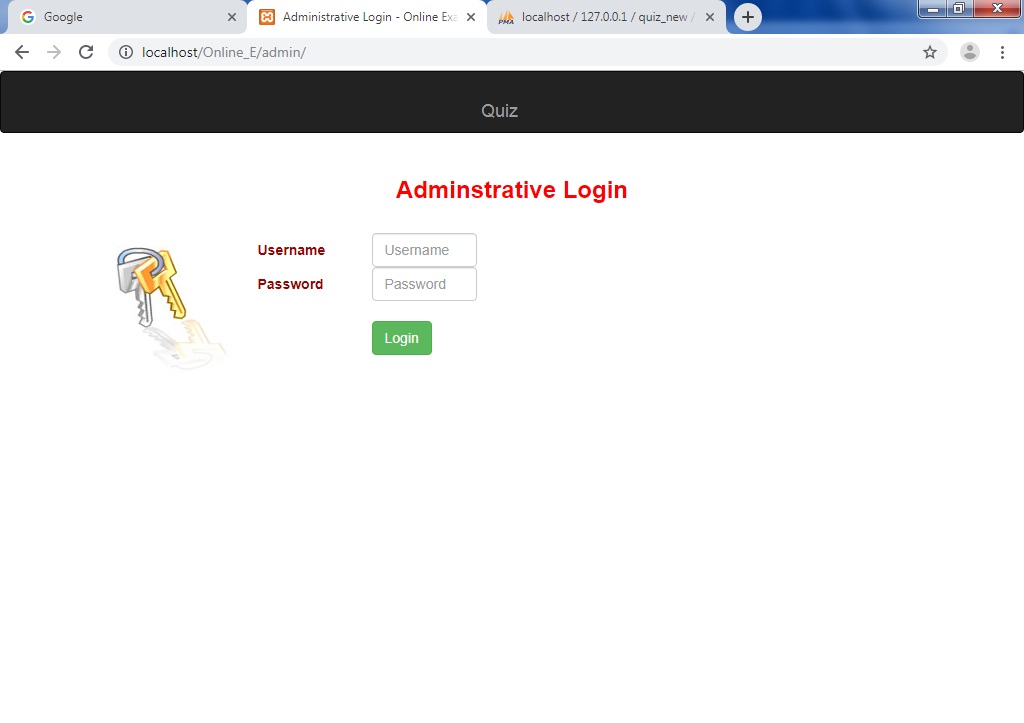 Google
Administrative Login - Online Exa
localhost / 127.0.0.1 / quiz_new /
localhost/Online_E/admin/
Quiz
Adminstrative Login
Username
Username
Password
Password
Login